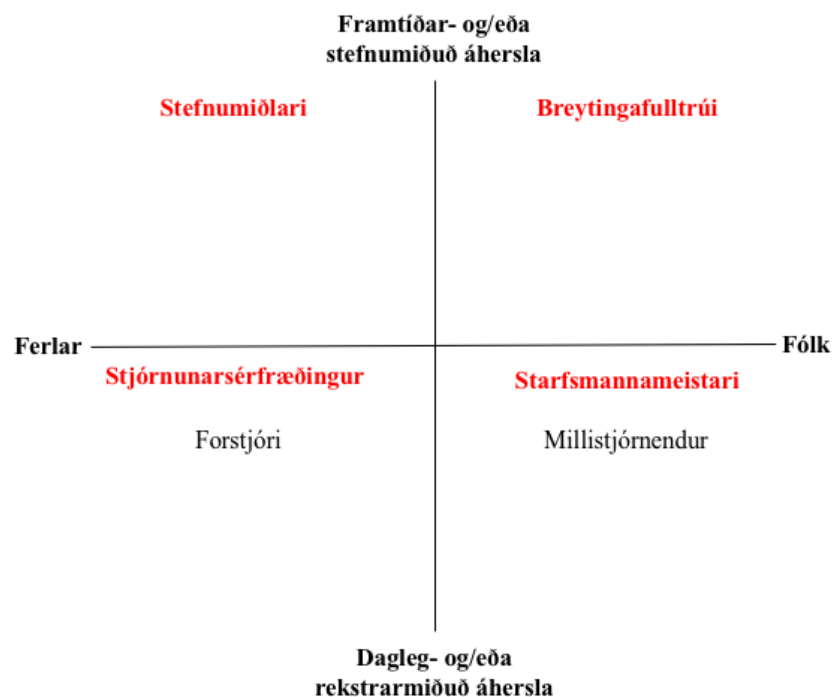 Framtíðar- og/eða
stefnumiðuð áhersla
Stefnumiðlari
Breytingafulltrúi
Ferlar
Fólk
Stjórnunarsérfræðingur
Starfsmannameistari
Forstjóri
Millistjórnendur
Dagleg- og/eða
rekstrarmiðuð áhersla